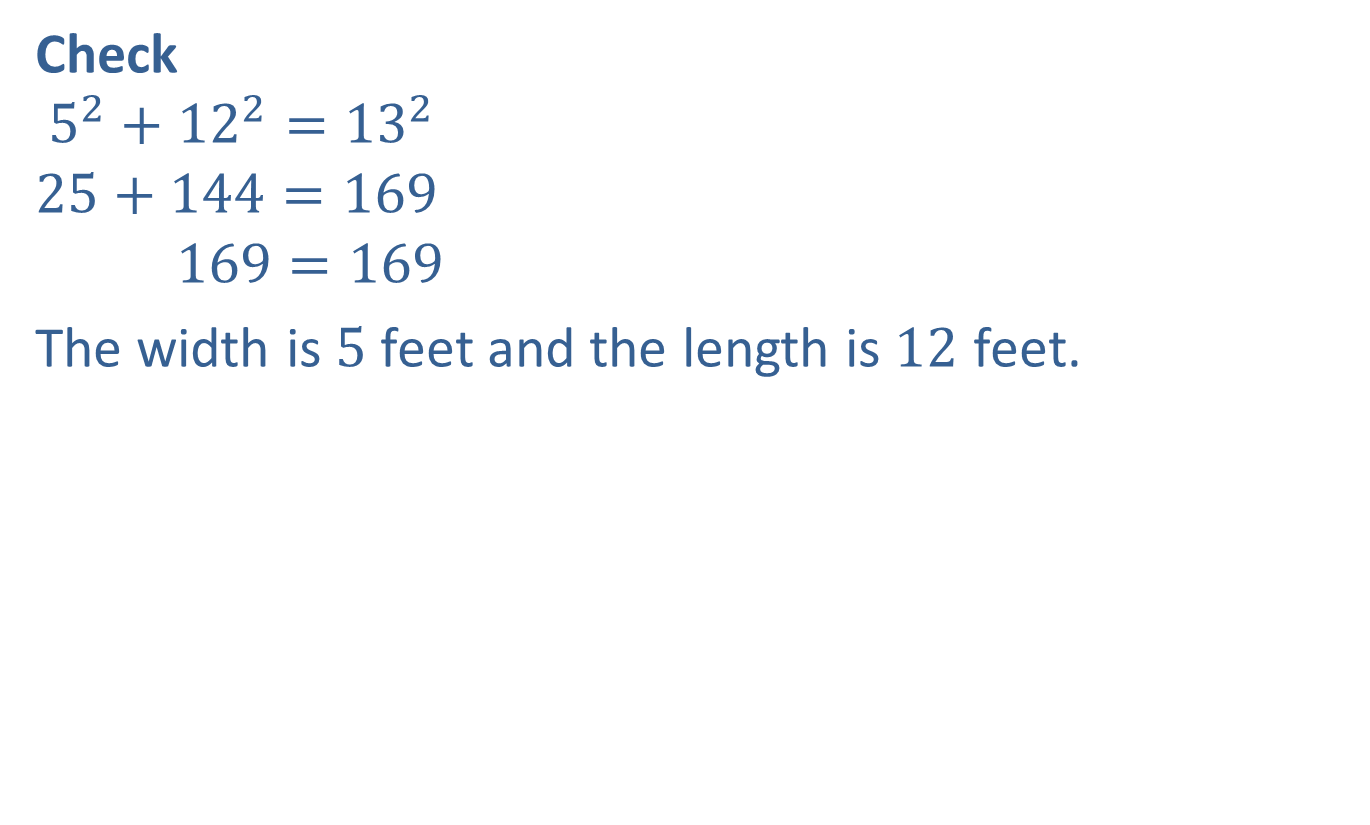 Check
5² + 12² = 13²
25 + 144 = 169
169 = 169
The width is 5 feet and the length is 12 feet.